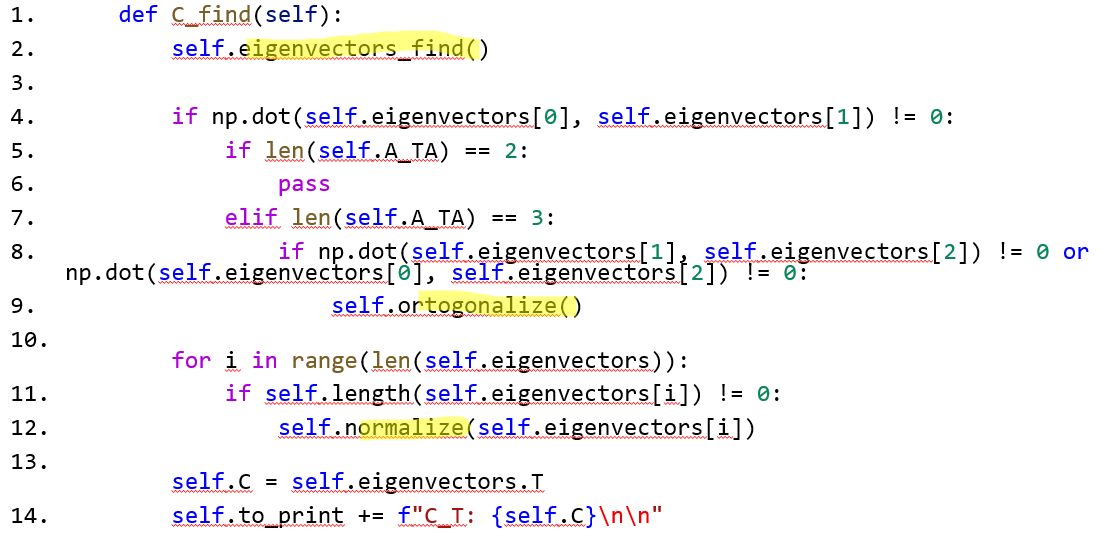 1. def C_find(self):
2. self.eigenvectors_find()
3.
4. if np.dot(self.eigenvectors[0], self.eigenvectors[1]) != 0:
5. if len(self.A_TA) == 2:
6. pass
7. elif len(self.A_TA) == 3:
8. if np.dot(self.eigenvectors[1], self.eigenvectors[2]) != 0 or
np.dot(self.eigenvectors[0], self.eigenvectors[2]) != 0:
9. self.ortogonalize()
10.
for i in range(len(self.eigenvectors)):
11. if self.length(self.eigenvectors[i]) != 0:
12. self.normalize(self.eigenvectors[i])
13.
self.C = self.eigenvectors.T
14. self.to_print += f"C_T: {self.C}\n\n"